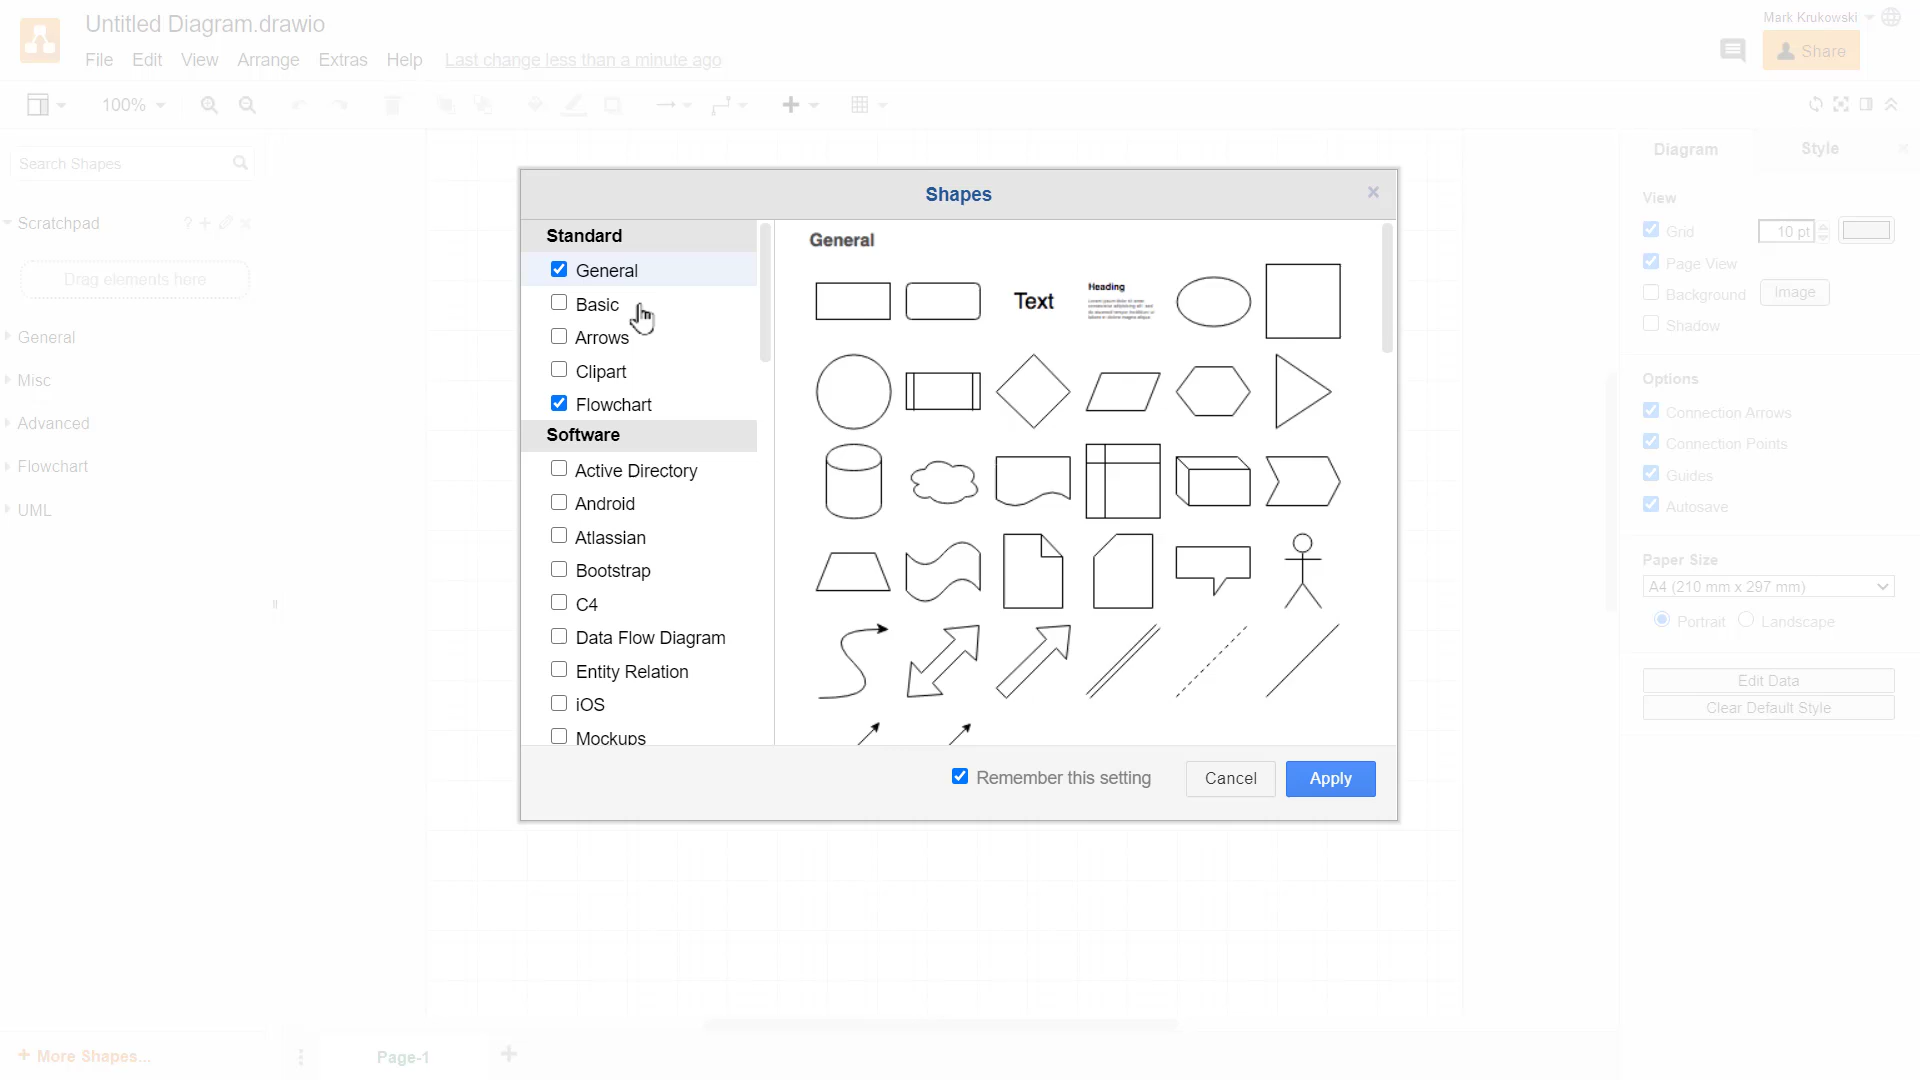 Untitled Diagram.drawio
Mark Krukowski
File Edit View Arrange Extras Help Last change less than a minute ago
Share
100%
Search Shapes
Scratchpad
?
Drag elements here
General
Misc
Advanced
Flowchart
UML
Shapes
Standard
General
Basic
Arrows
Clipart
Flowchart
Software
Active Directory
Android
Atlassian
Bootstrap
C4
Data Flow Diagram
Entity Relation
iOS
Mockups
General
Text
Heading
Remember this setting
Cancel
Apply
Diagram
Style
View
Grid
10 pt
Page View
Background
Image
Shadow
Options
Connection Arrows
Connection Points
Guides
Autosave
Paper Size
A4 (210 mm x 297 mm)
Portrait
Landscape
Edit Data
Clear Default Style
+ More Shapes...
Page-1